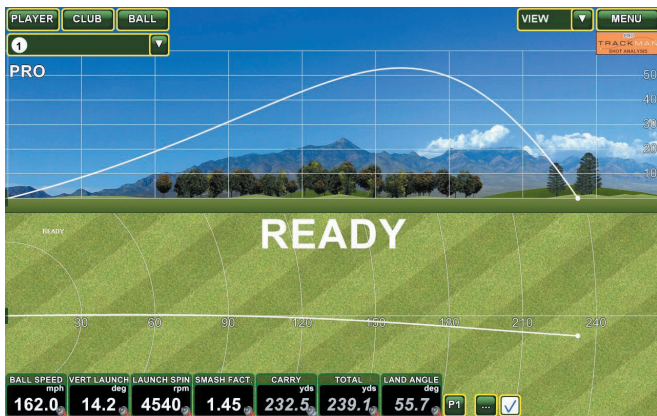 PLAYER CLUB BALL VIEW ▼ MENU
1 ▼
TRACKMAN
SHOT ANALYSIS
PRO
50
40
30
20
10
READY
READY
30 60 90 120 150 180 210 240
BALL SPEED VERT LAUNCH LAUNCH SPIN SMASH FACT. CARRY TOTAL LAND ANGLE
mph deg rpm yds yds deg
162.0 14.2 4540 1.45 232.5 239.1 55.7 P1 ...